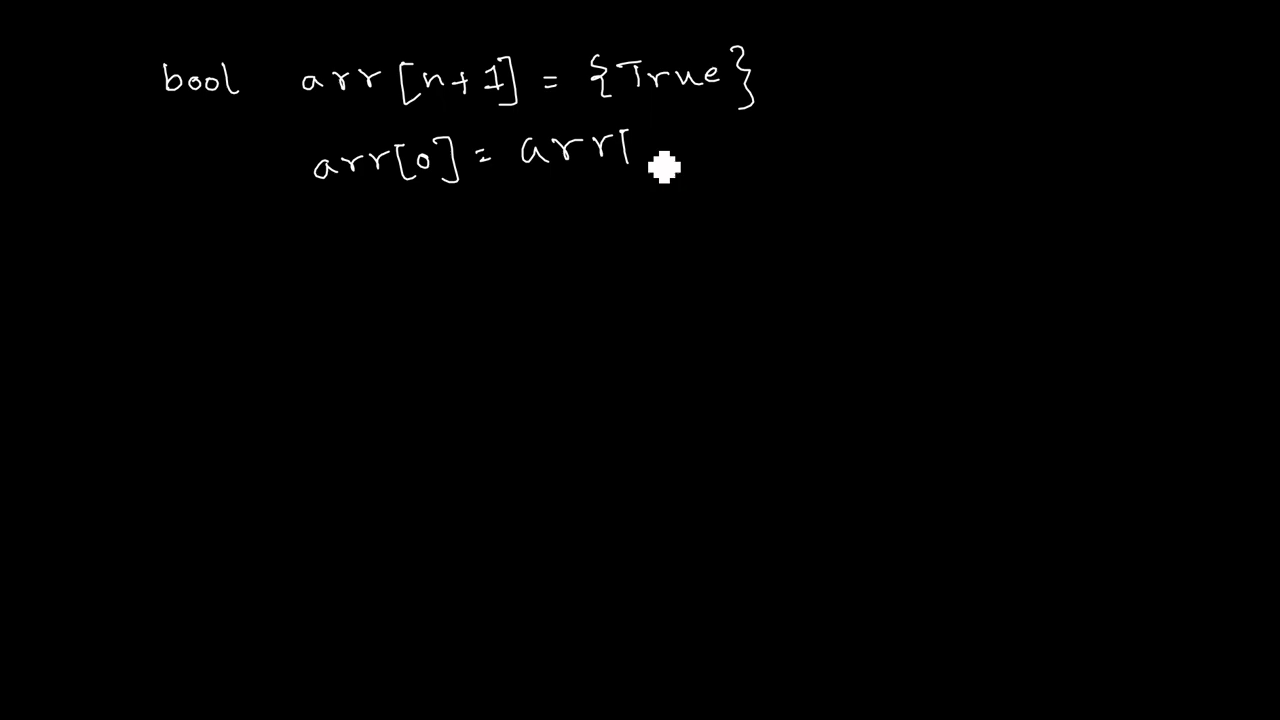 bool arr[n+1] = {True}
arr[0] = arr[